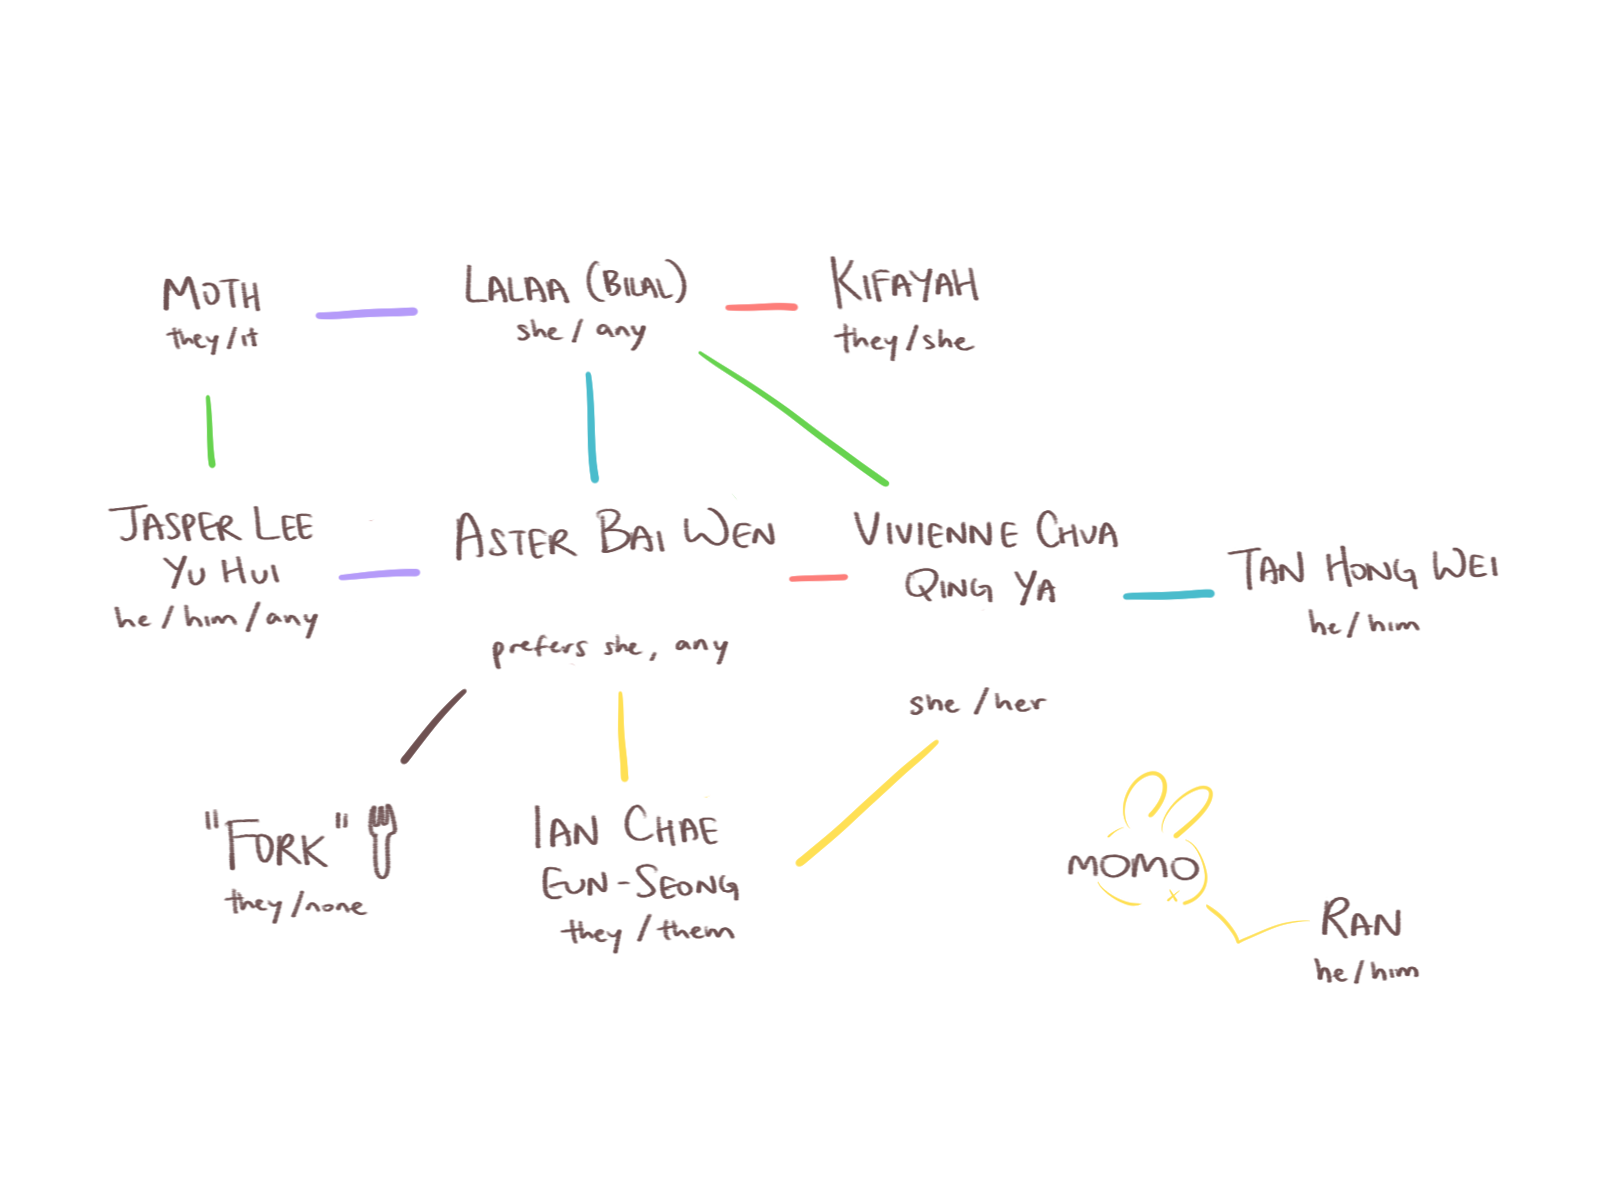 MOTH
they/it
LALAA (BILAL)
she / any
KIFAYAH
they/she
JASPER LEE
YU HUI
he / him / any
ASTER BAI WEN
prefers she, any
VIVIENNE CHUA
QING YA
she / her
TAN HONG WEI
he / him
"FORK"
they/none
IAN CHAE
EUN-SEONG
they / them
MOMO
RAN
he / him